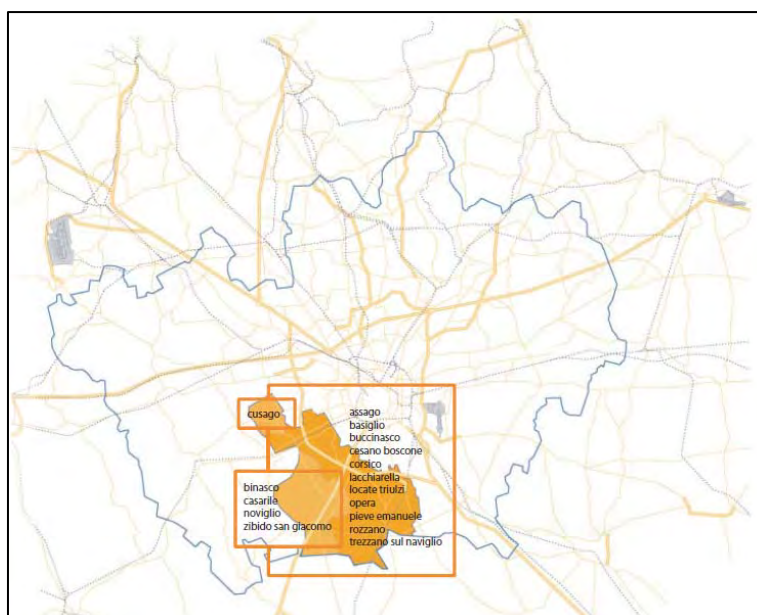 cusago
binasco
casarile
noviglio
zibido san giacomo
assago
basiglio
buccinasco
cesano boscone
corsico
lacchiarella
locate triulzi
opera
pieve emanuele
rozzano
trezzano sul naviglio